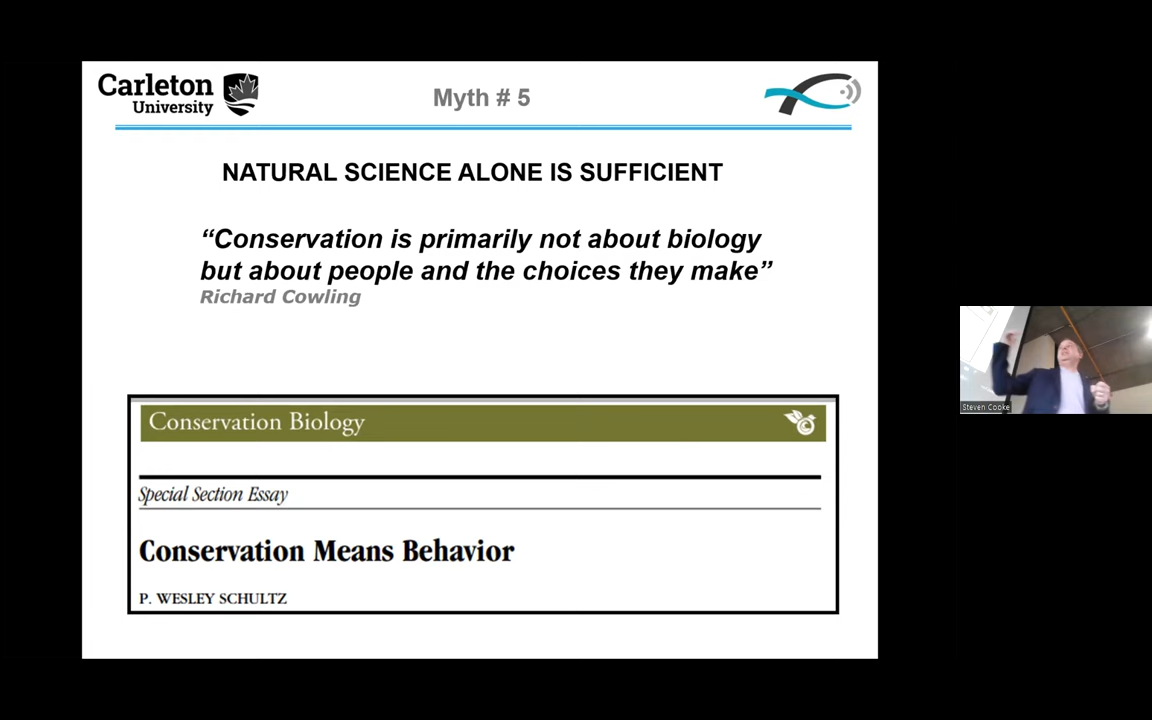 Carleton
University
Myth # 5
NATURAL SCIENCE ALONE IS SUFFICIENT
“Conservation is primarily not about biology
but about people and the choices they make”
Richard Cowling
Conservation Biology
Special Section Essay
Conservation Means Behavior
P. WESLEY SCHULTZ
Steven Cooke